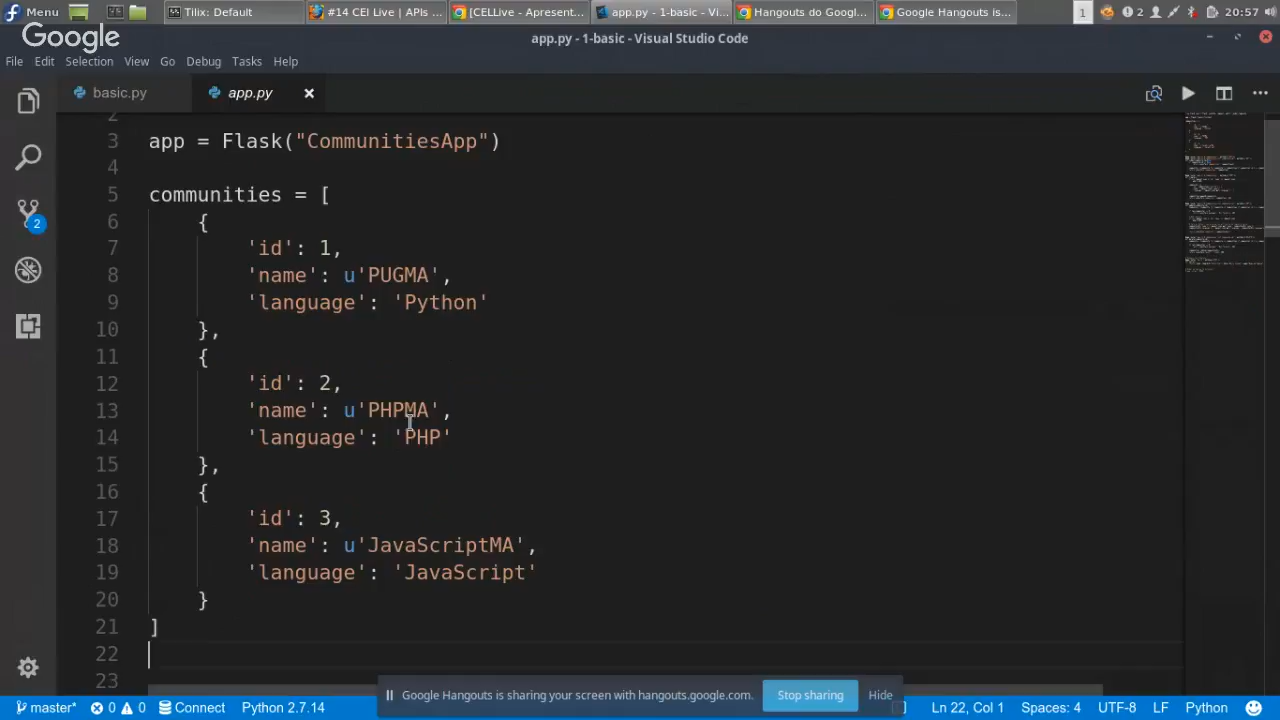 Menu
Tilix: Default
#14 CEI Live | APIs ...
[CELLive] - Apresent...
app.py - 1-basic - Vi...
Hangouts do Googl...
Google Hangouts is...
1
2
20:57
Google
app.py - 1-basic - Visual Studio Code
File Edit Selection View Go Debug Tasks Help
basic.py
app.py
2
3 app = Flask("CommunitiesApp")
4
5 communities = [
6 {
7 'id': 1,
8 'name': u'PUGMA',
9 'language': 'Python'
10 },
11 {
12 'id': 2,
13 'name': u'PHPMA',
14 'language': 'PHP'
15 },
16 {
17 'id': 3,
18 'name': u'JavaScriptMA',
19 'language': 'JavaScript'
20 }
21 ]
22
23
2
Google Hangouts is sharing your screen with hangouts.google.com.
Stop sharing
Hide
master* 0 0 Connect Python 2.7.14 Ln 22, Col 1 Spaces: 4 UTF-8 LF Python